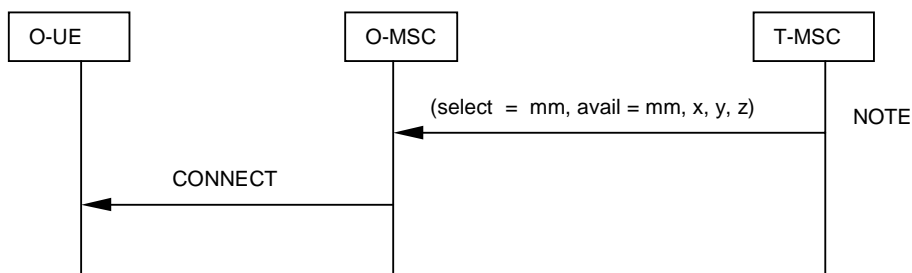 O-UE
O-MSC
T-MSC
(select = mm, avail = mm, x, y, z)
NOTE
CONNECT